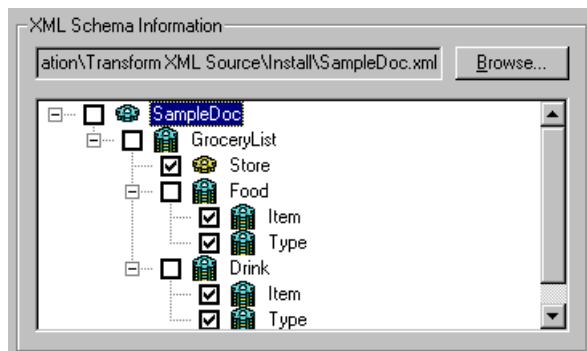 XML Schema Information
ation\Transform XML Source\Install\SampleDoc.xml Browse...
SampleDoc
GroceryList
Store
Food
Item
Type
Drink
Item
Type